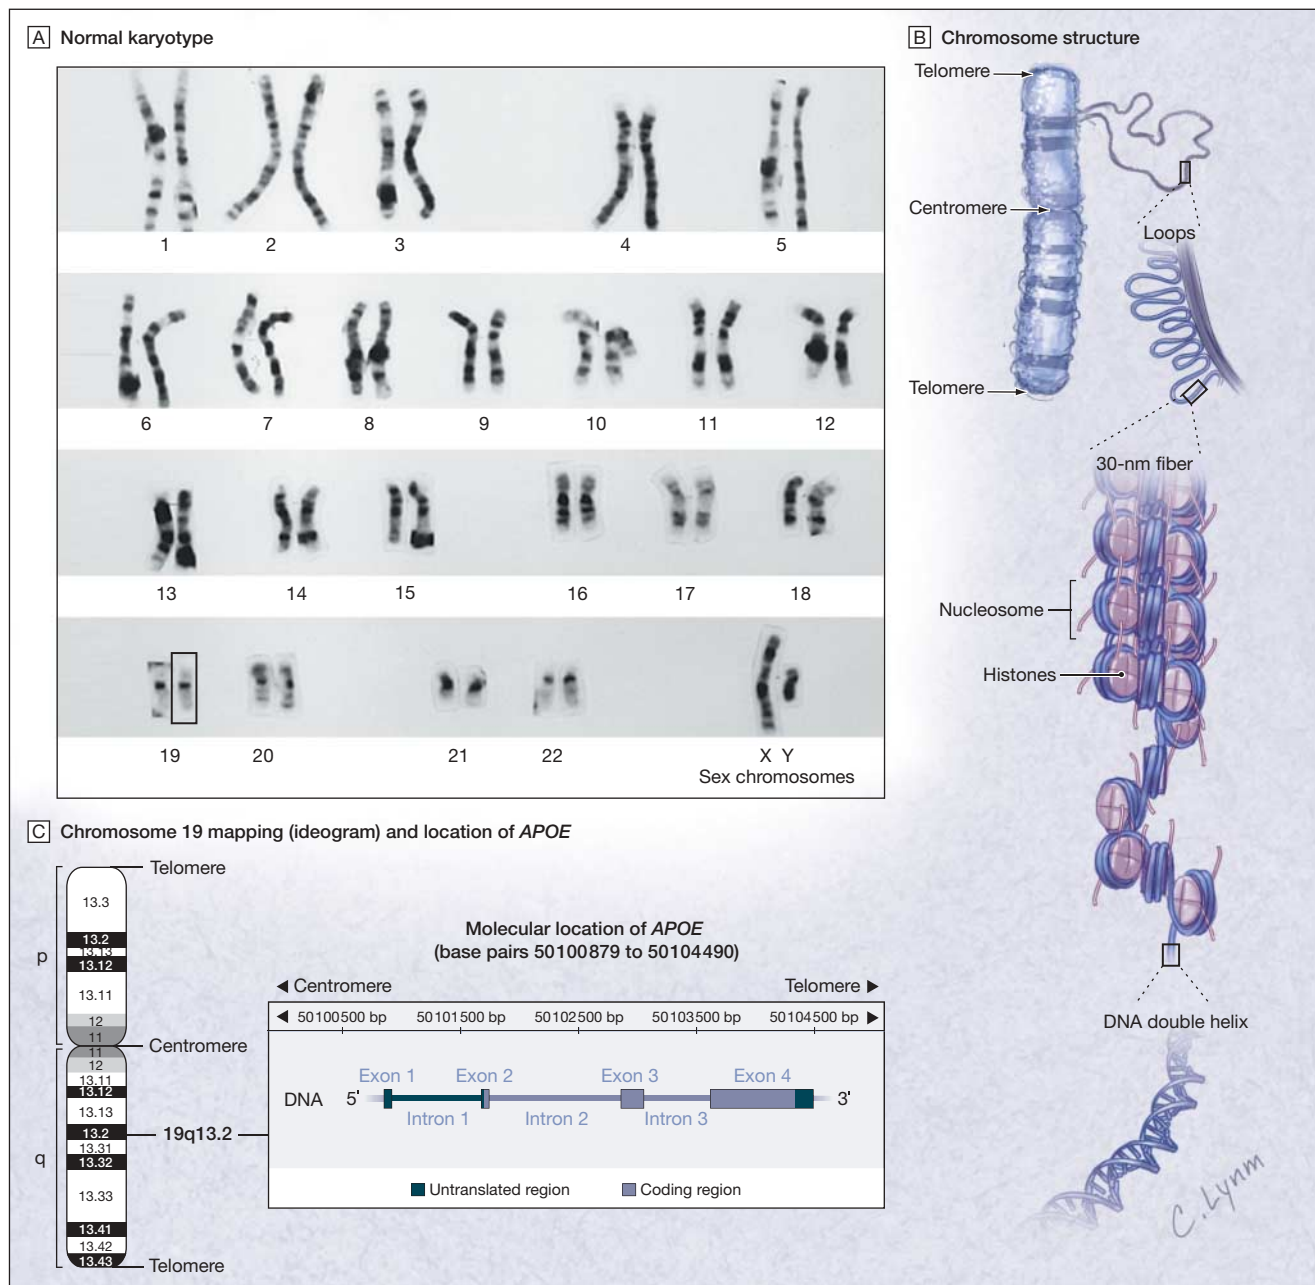 A Normal karyotype
1 2 3 4 5
6 7 8 9 10 11 12
13 14 15 16 17 18
19 20 21 22 X Y
Sex chromosomes
B Chromosome structure
Telomere
Centromere
Loops
Telomere
30-nm fiber
Nucleosome
Histones
DNA double helix
C. Lynm
C Chromosome 19 mapping (ideogram) and location of APOE
Telomere
p
13.3
13.2
13.13
13.12
13.11
12
11
Centromere
q
11
12
13.11
13.12
13.13
13.2
19q13.2
13.31
13.32
13.33
13.41
13.42
13.43
Telomere
Molecular location of APOE
(base pairs 50100879 to 50104490)
◀ Centromere Telomere ▶
◀ 50100500 bp 50101500 bp 50102500 bp 50103500 bp 50104500 bp ▶
Exon 1 Exon 2 Exon 3 Exon 4
DNA 5' 3'
Intron 1 Intron 2 Intron 3
Untranslated region Coding region